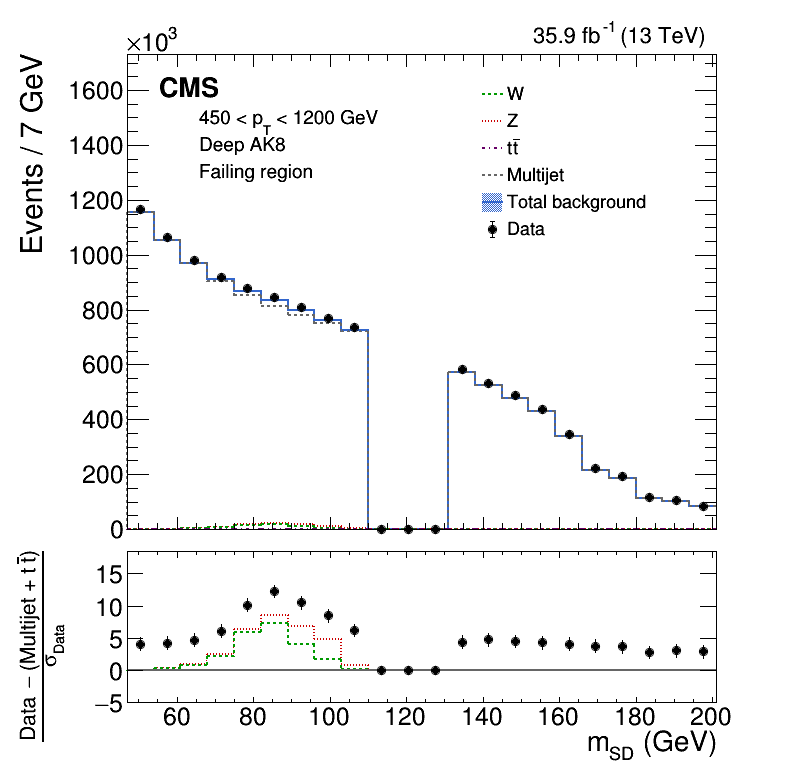 ×10³
35.9 fb⁻¹ (13 TeV)
CMS
450 < p_T < 1200 GeV
Deep AK8
Failing region
W
Z
tt̄
Multijet
Total background
Data
Events / 7 GeV
1600
1400
1200
1000
800
600
400
200
0
Data − (Multijet + t t̄)
σ_Data
15
10
5
0
−5
60 80 100 120 140 160 180 200
m_SD (GeV)